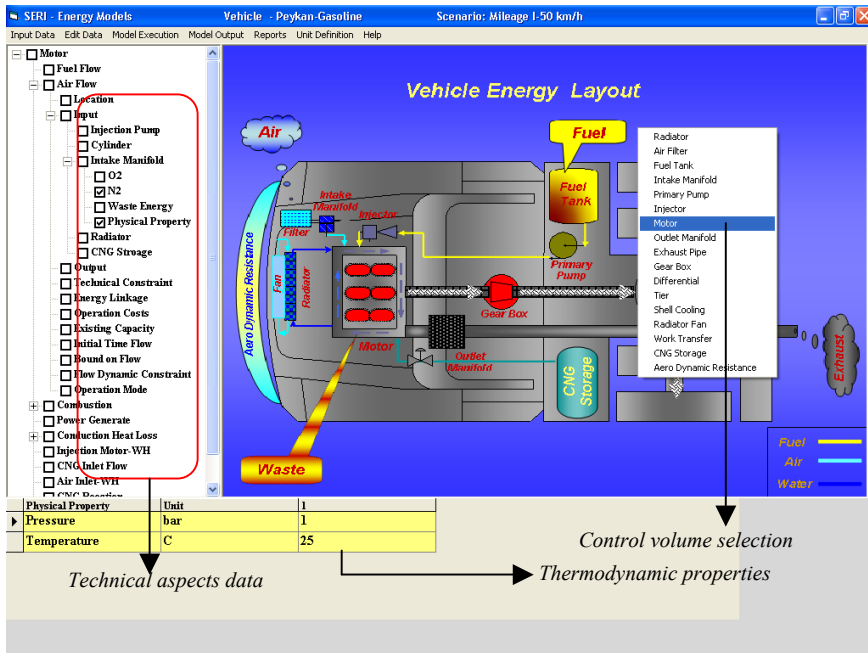 SERI - Energy Models Vehicle - Peykan-Gasoline Scenario: Mileage I-50 km/h
Input Data Edit Data Model Execution Model Output Reports Unit Definition Help
Motor
Fuel Flow
Air Flow
Location
Input
Injection Pump
Cylinder
Intake Manifold
O2
N2
Waste Energy
Physical Property
Radiator
CNG Stroage
Output
Technical Constraint
Energy Linkage
Operation Costs
Existing Capacity
Initial Time Flow
Bound on Flow
Flow Dynamic Constraint
Operation Mode
Combustion
Power Generate
Conduction Heat Loss
Injection Motor-WH
CNG Inlet Flow
Air Inlet-WH
CNG Reaction
Vehicle Energy Layout
Air
Fuel
Fuel
Tank
Intake
Manifold
Injector
Filter
Fan
Radiator
Aero Dynamic Resistance
Primary
Pump
Gear Box
Motor
Outlet
Manifold
CNG
Storage
Waste
Exhaust
Radiator
Air Filter
Fuel Tank
Intake Manifold
Primary Pump
Injector
Motor
Outlet Manifold
Exhaust Pipe
Gear Box
Differential
Tier
Shell Cooling
Radiator Fan
Work Transfer
CNG Storage
Aero Dynamic Resistance
Fuel
Air
Water
Physical Property Unit 1
Pressure bar 1
Temperature C 25
Control volume selection
Technical aspects data
Thermodynamic properties